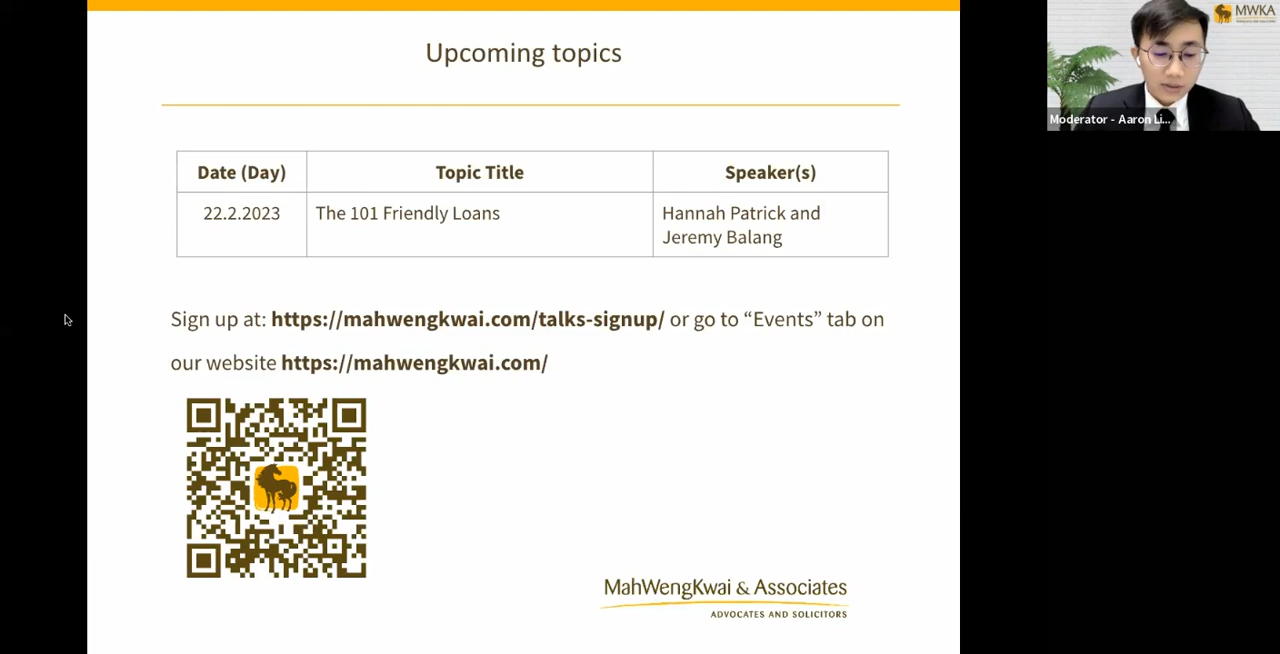 Upcoming topics
Date (Day)
Topic Title
Speaker(s)
22.2.2023
The 101 Friendly Loans
Hannah Patrick and
Jeremy Balang
Sign up at: https://mahwengkwai.com/talks-signup/ or go to “Events” tab on
our website https://mahwengkwai.com/
MahWengKwai & Associates
ADVOCATES AND SOLICITORS
MWKA
Moderator - Aaron Li...